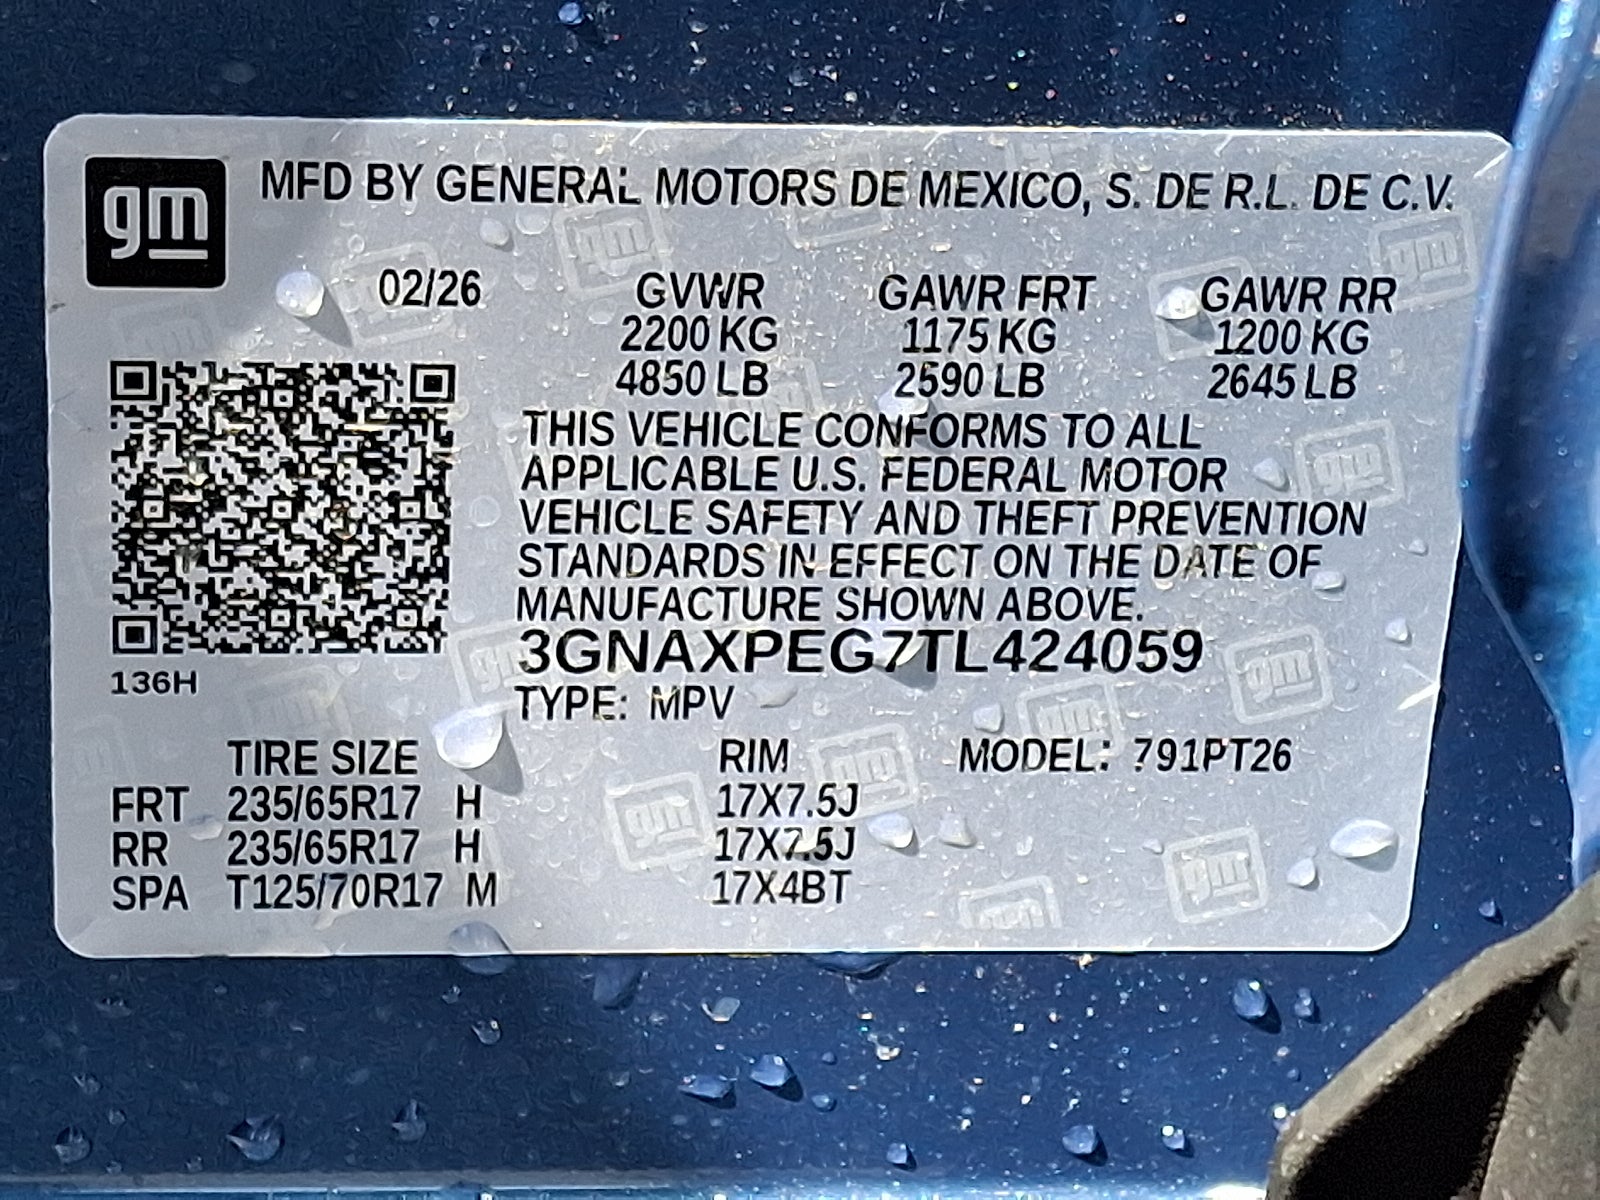 gm MFD BY GENERAL MOTORS DE MEXICO, S. DE R.L. DE C.V.
02/26 GVWR GAWR FRT GAWR RR
2200 KG 1175 KG 1200 KG
4850 LB 2590 LB 2645 LB
THIS VEHICLE CONFORMS TO ALL
APPLICABLE U.S. FEDERAL MOTOR
VEHICLE SAFETY AND THEFT PREVENTION
STANDARDS IN EFFECT ON THE DATE OF
MANUFACTURE SHOWN ABOVE.
3GNAXPEG7TL424059
136H
TYPE: MPV
TIRE SIZE RIM MODEL: 791PT26
FRT 235/65R17 H 17X7.5J
RR 235/65R17 H 17X7.5J
SPA T125/70R17 M 17X4BT